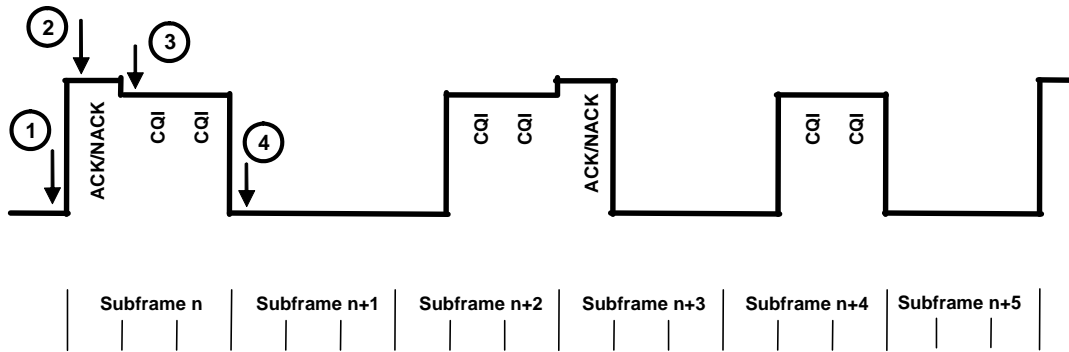 2
3
1
4
ACK/NACK
CQI
CQI
CQI
CQI
ACK/NACK
CQI
CQI
Subframe n
Subframe n+1
Subframe n+2
Subframe n+3
Subframe n+4
Subframe n+5